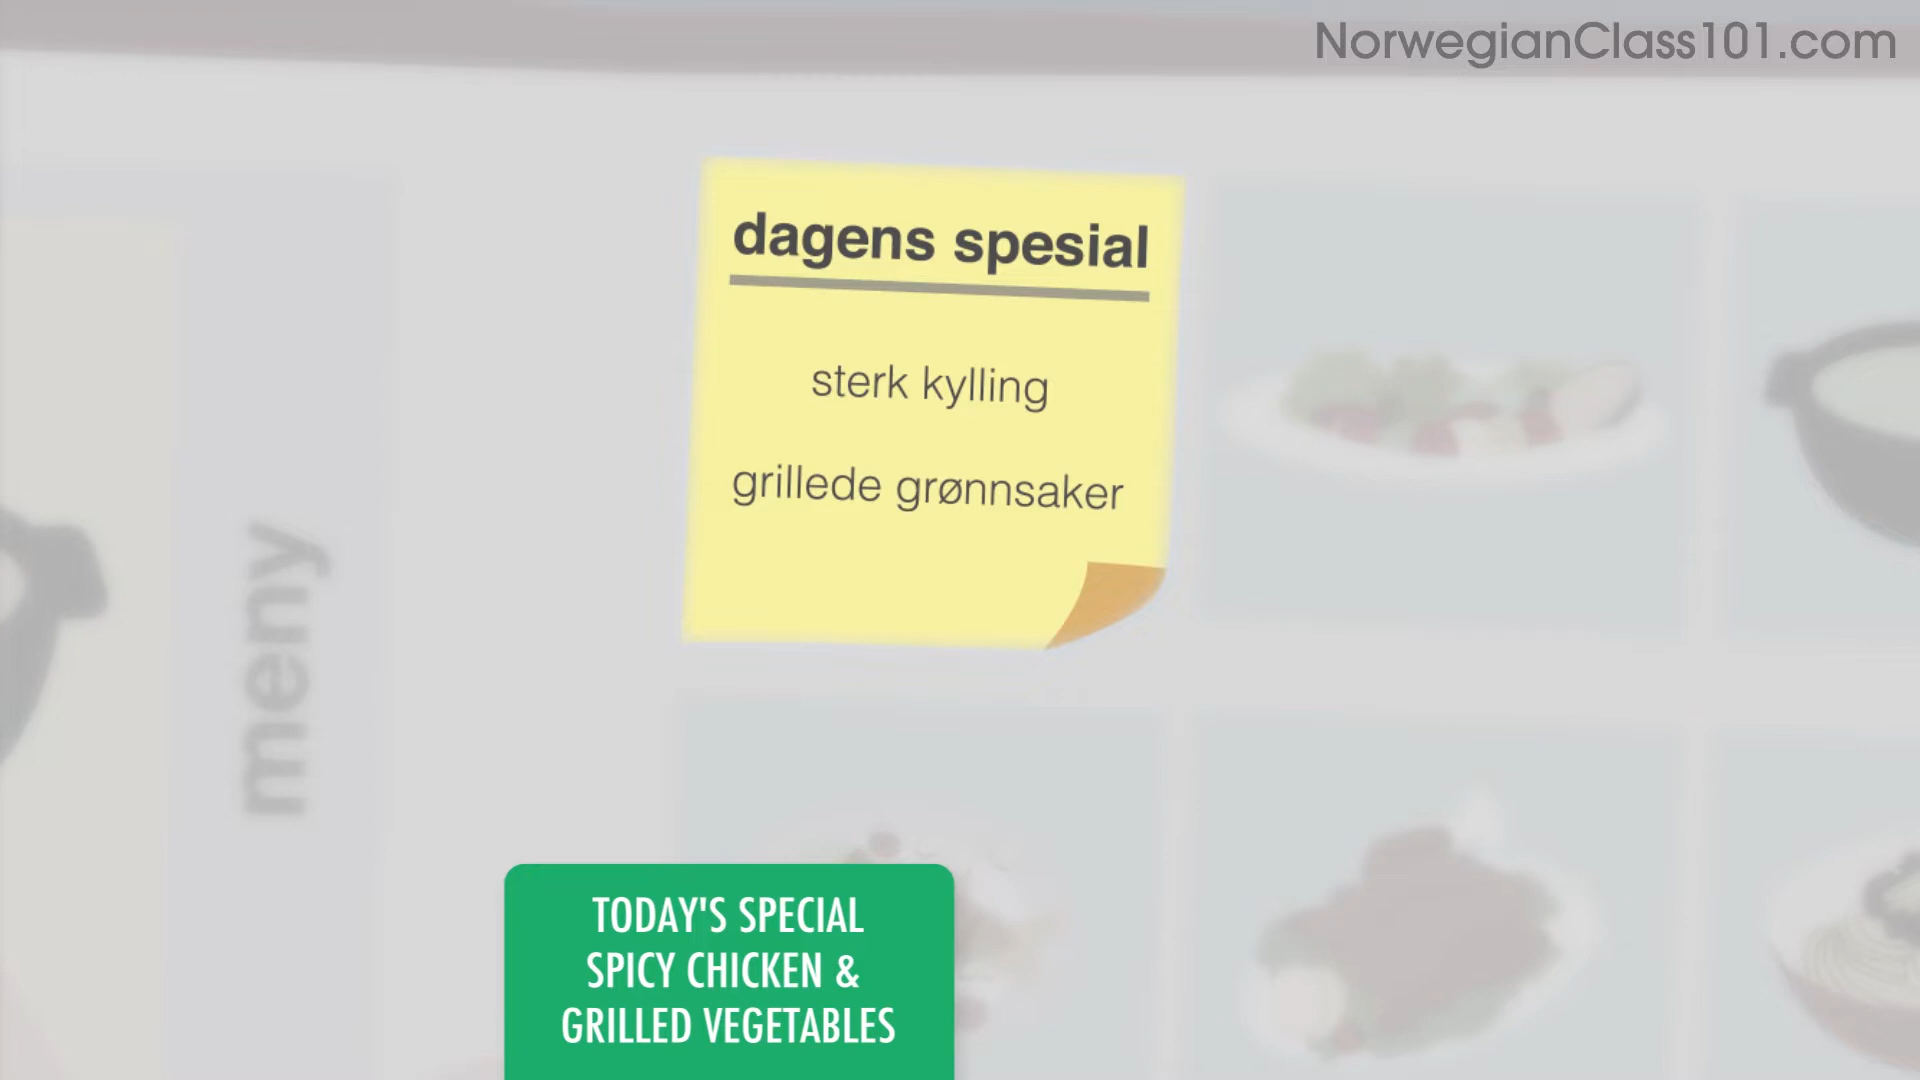 NorwegianClass101.com
dagens spesial
sterk kylling
grillede grønnsaker
meny
TODAY'S SPECIAL
SPICY CHICKEN &
GRILLED VEGETABLES